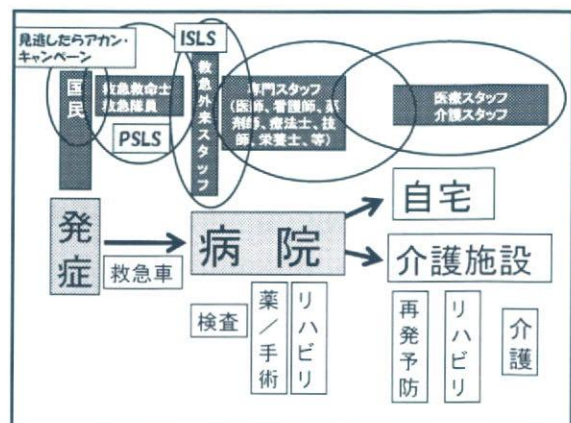 見逃したらアカン・
キャンペーン
ISLS
国民
救急救命士
救急隊員
PSLS
救急外来スタッフ
専門スタッフ
(医師、看護師、薬
剤師、療法士、技
師、栄養士、等)
医療スタッフ
介護スタッフ
発症
救急車
病院
自宅
介護施設
検査
薬/手術
リハビリ
再発予防
リハビリ
介護